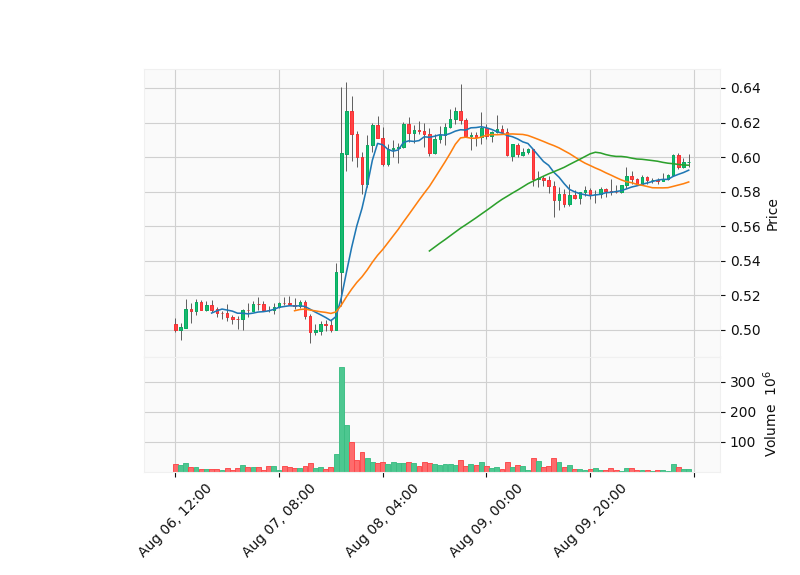 0.64
0.62
0.60
0.58
0.56
0.54
0.52
0.50
Price
300
200
100
Volume 10⁶
Aug 06, 12:00
Aug 07, 08:00
Aug 08, 04:00
Aug 09, 00:00
Aug 09, 20:00